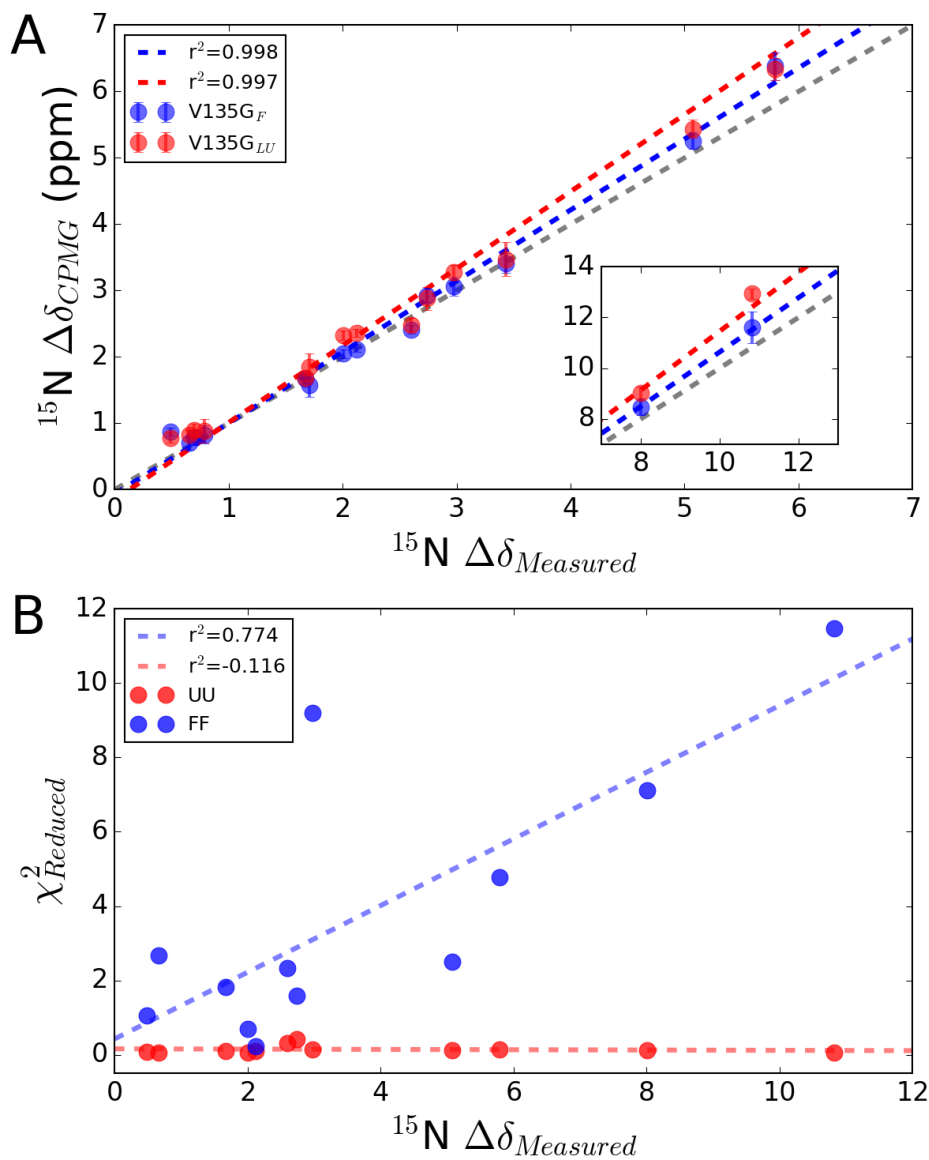 A
7
6
5
4
3
2
1
0
¹⁵N Δδ_CPMG (ppm)
r²=0.998
r²=0.997
V135G_F
V135G_LU
14
12
10
8
8 10 12
0 1 2 3 4 5 6 7
¹⁵N Δδ_Measured
B
12
10
8
6
4
2
0
χ²_Reduced
r²=0.774
r²=-0.116
UU
FF
0 2 4 6 8 10 12
¹⁵N Δδ_Measured